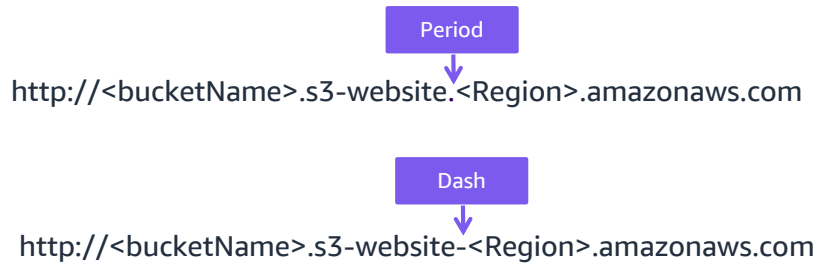 Period
http://<bucketName>.s3-website.<Region>.amazonaws.com
Dash
http://<bucketName>.s3-website-<Region>.amazonaws.com